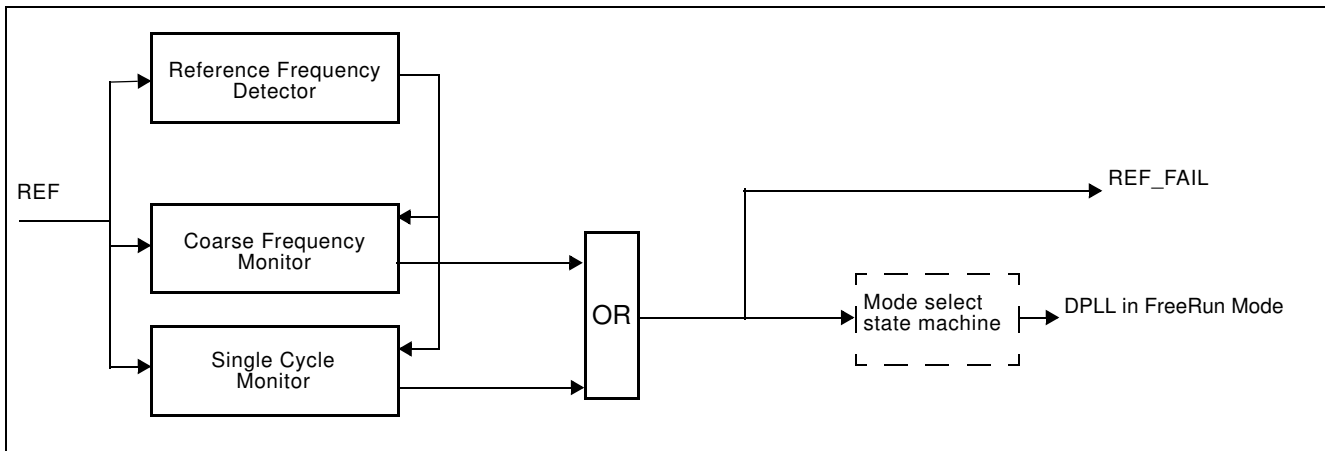 Reference Frequency
Detector
REF
REF_FAIL
Coarse Frequency
Monitor
OR
Mode select
state machine
DPLL in FreeRun Mode
Single Cycle
Monitor